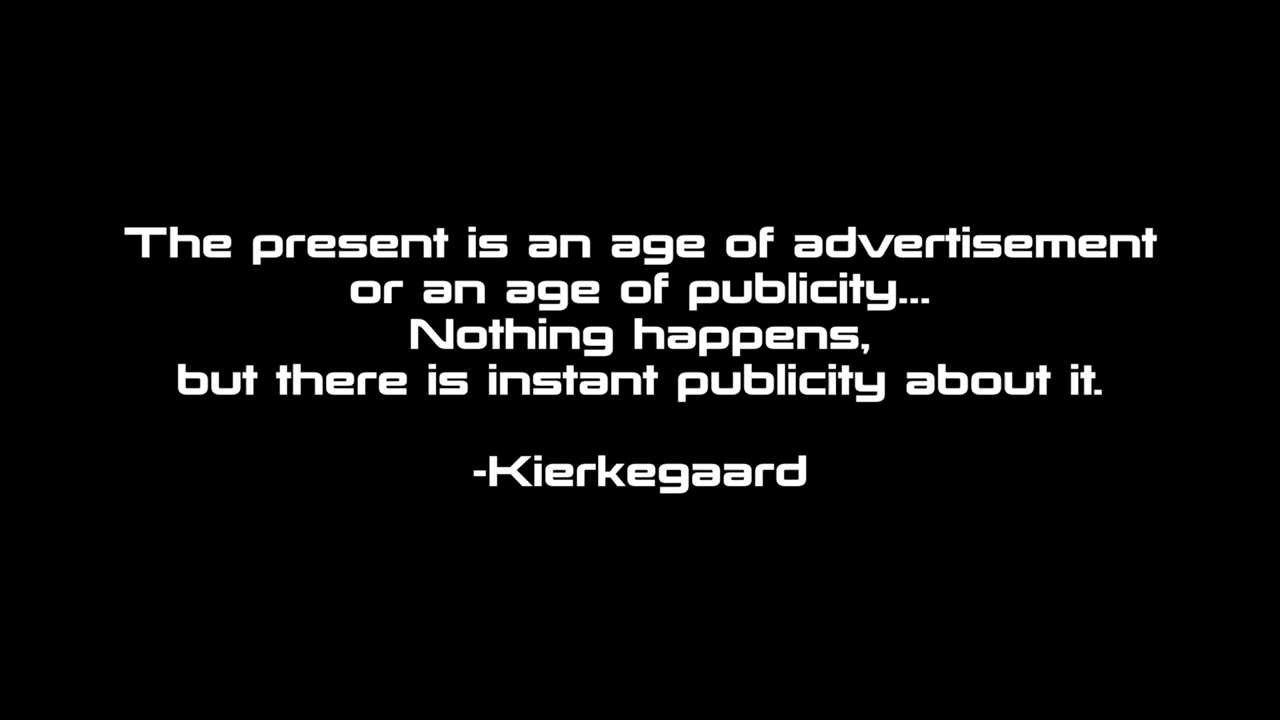 The present is an age of advertisement
or an age of publicity...
Nothing happens,
but there is instant publicity about it.
-Kierkegaard